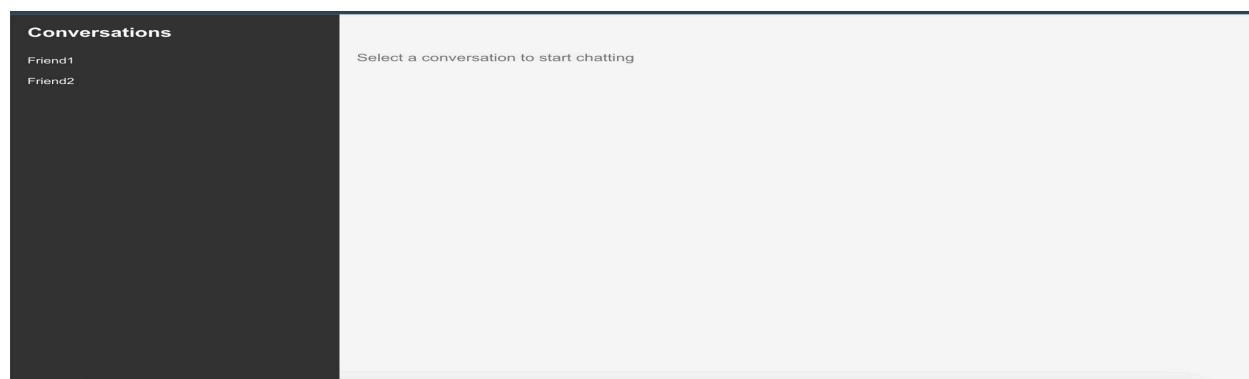 Conversations
Friend1
Friend2
Select a conversation to start chatting